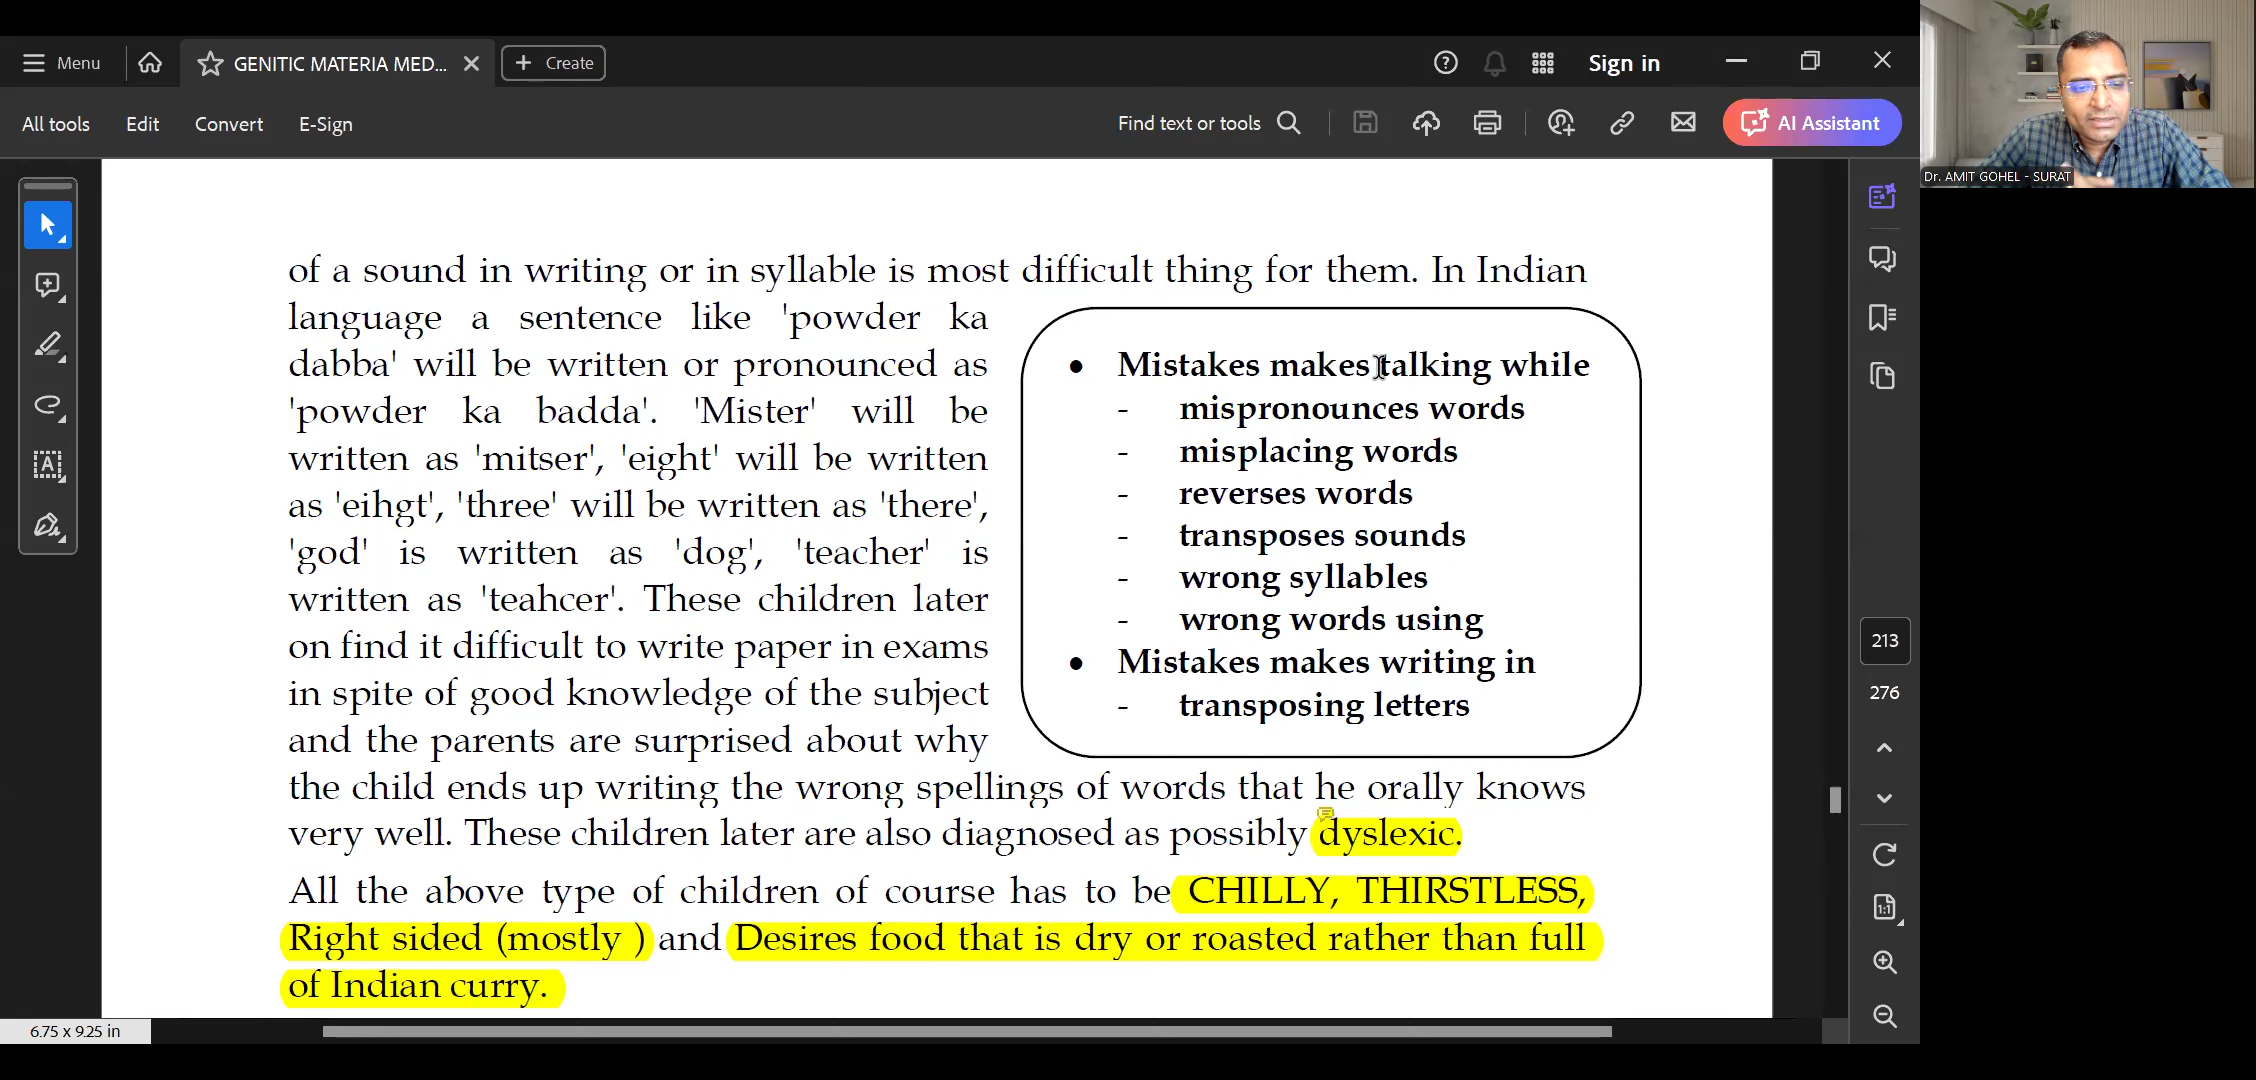 Menu
GENITIC MATERIA MED...
Create
Sign in
All tools
Edit
Convert
E-Sign
Find text or tools
AI Assistant
Dr. AMIT GOHEL - SURAT
of a sound in writing or in syllable is most difficult thing for them. In Indian
language a sentence like 'powder ka
dabba' will be written or pronounced as
'powder ka badda'. 'Mister' will be
written as 'mitser', 'eight' will be written
as 'eihgt', 'three' will be written as 'there',
'god' is written as 'dog', 'teacher' is
written as 'teahcer'. These children later
on find it difficult to write paper in exams
in spite of good knowledge of the subject
and the parents are surprised about why
• Mistakes makes talking while
- mispronounces words
- misplacing words
- reverses words
- transposes sounds
- wrong syllables
- wrong words using
• Mistakes makes writing in
- transposing letters
the child ends up writing the wrong spellings of words that he orally knows
very well. These children later are also diagnosed as possibly dyslexic.
All the above type of children of course has to be CHILLY, THIRSTLESS,
Right sided (mostly ) and Desires food that is dry or roasted rather than full
of Indian curry.
213
276
1:1
6.75 x 9.25 in